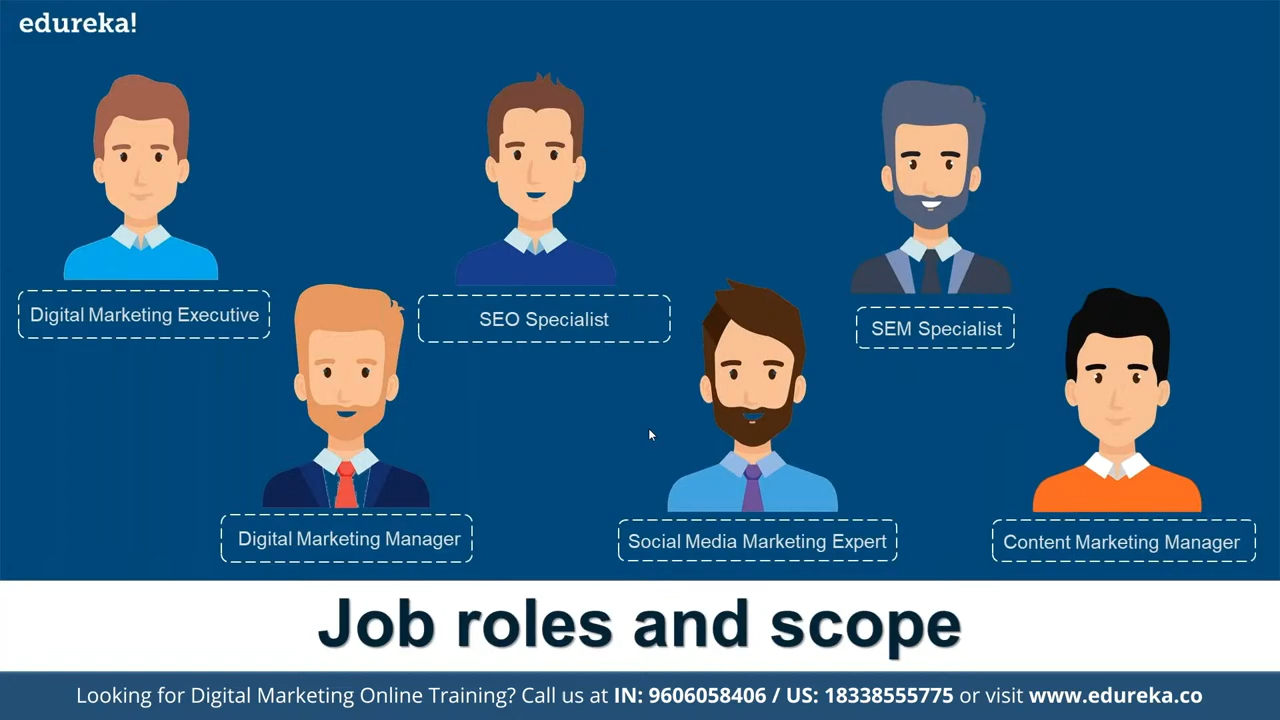 edureka!
Digital Marketing Executive
SEO Specialist
SEM Specialist
Digital Marketing Manager
Social Media Marketing Expert
Content Marketing Manager
Job roles and scope
Looking for Digital Marketing Online Training? Call us at IN: 9606058406 / US: 18338555775 or visit www.edureka.co